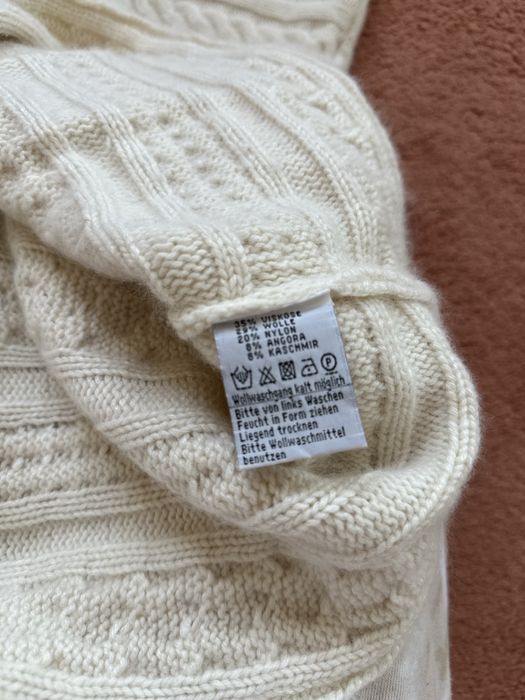 35% VISKOSE
29% WOLLE
20% NYLON
8% ANGORA
8% KASCHMIR
P
Wollwaschgang kalt möglich
Bitte von links Waschen
Feucht in Form ziehen
Liegend trocknen
Bitte Wollwaschmittel
benutzen